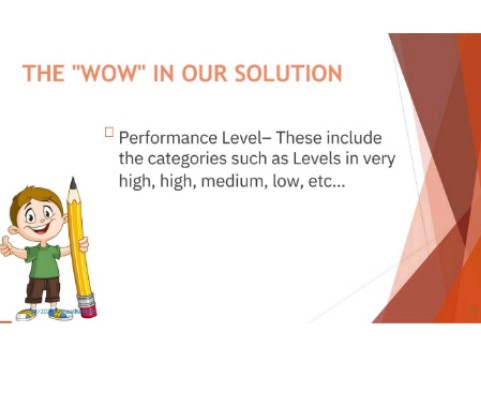 THE "WOW" IN OUR SOLUTION
Performance Level– These include
the categories such as Levels in very
high, high, medium, low, etc...